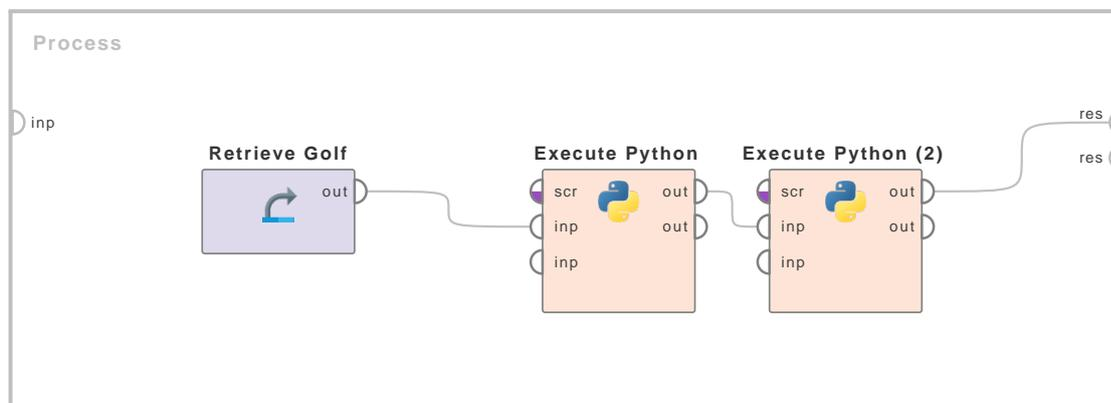 Process
inp
res
res
Retrieve Golf
Execute Python
Execute Python (2)
out
scr
out
scr
out
inp
out
inp
out
inp
inp